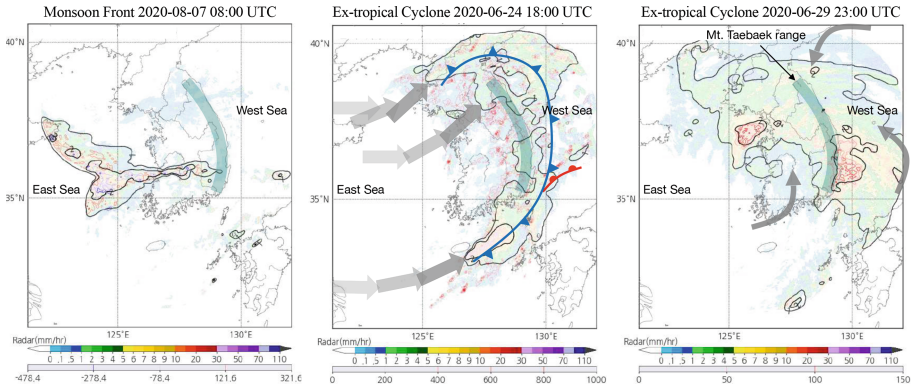 Monsoon Front 2020-08-07 08:00 UTC
Ex-tropical Cyclone 2020-06-24 18:00 UTC
Ex-tropical Cyclone 2020-06-29 23:00 UTC
Mt. Taebaek range
40°N
40°N
40°N
West Sea
West Sea
West Sea
East Sea
East Sea
East Sea
35°N
35°N
35°N
125°E 130°E
125°E 130°E
125°E 130°E
Radar(mm/hr)
Radar(mm/hr)
Radar(mm/hr)
0 .1 .5 1 2 3 4 5 6 8 9 10 20 30 50 70 110
0 .1 .5 1 2 3 4 5 6 8 9 10 20 30 50 70 110
0 .1 .5 1 2 3 4 5 6 8 9 10 20 30 50 70 110
-478.4 -278.4 -78.4 121.6 321.6
0 200 400 600 800 1000
0 50 100 150